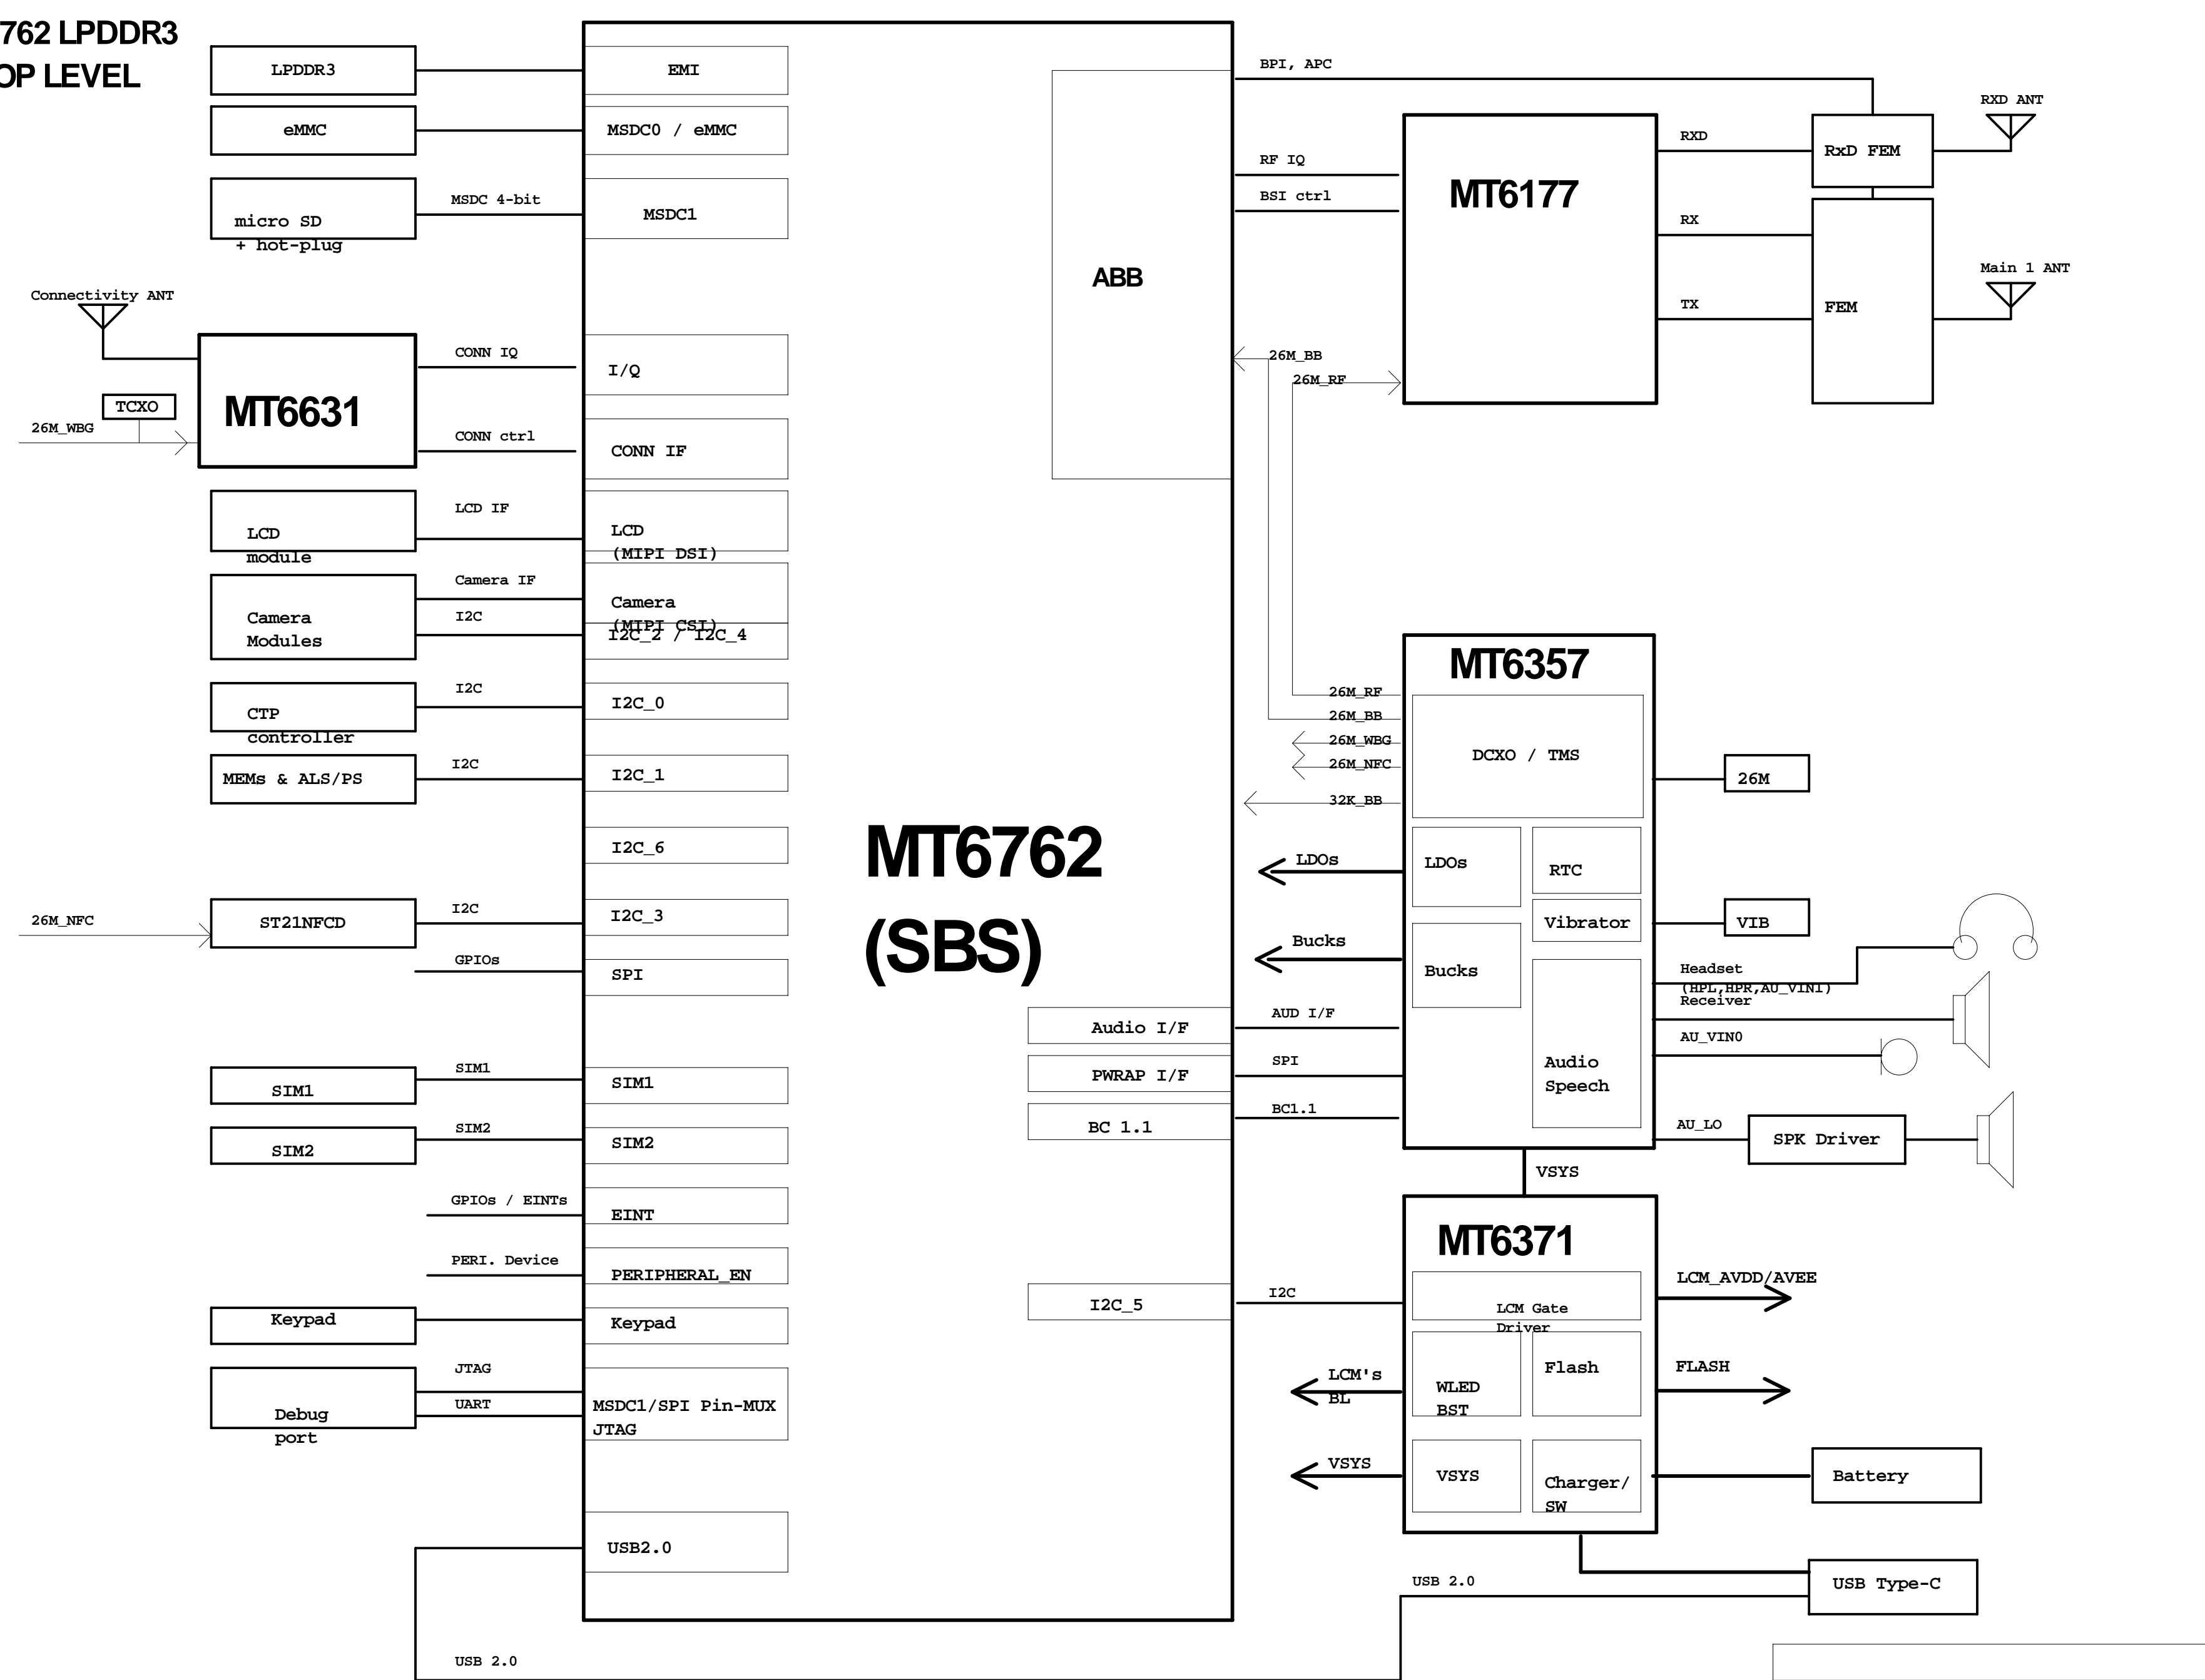 762 LPDDR3
OP LEVEL
LPDDR3
EMI
eMMC
MSDC0 / eMMC
micro SD
+ hot-plug
MSDC 4-bit
MSDC1
Connectivity ANT
TCXO
26M_WBG
MT6631
CONN IQ
I/Q
CONN ctrl
CONN IF
LCD
module
LCD IF
LCD
(MIPI DSI)
Camera
Modules
Camera IF
Camera
(MIPI CSI)
I2C
I2C_2 / I2C_4
CTP
controller
I2C
I2C_0
MEMs & ALS/PS
I2C
I2C_1
I2C_6
26M_NFC
ST21NFCD
I2C
I2C_3
GPIOs
SPI
SIM1
SIM1
SIM1
SIM2
SIM2
SIM2
GPIOs / EINTs
EINT
PERI. Device
PERIPHERAL_EN
Keypad
Keypad
Debug
port
JTAG
UART
MSDC1/SPI Pin-MUX
JTAG
USB2.0
USB 2.0
MT6762
(SBS)
ABB
BPI, APC
RF IQ
BSI ctrl
MT6177
RXD
RX
TX
RxD FEM
FEM
RXD ANT
Main 1 ANT
26M_BB
26M_RF
MT6357
26M_RF
26M_BB
26M_WBG
26M_NFC
32K_BB
DCXO / TMS
26M
LDOs
LDOs
RTC
Vibrator
VIB
Bucks
Bucks
Headset
(HPL,HPR,AU_VIN1)
Receiver
AU_VIN0
Audio
Speech
AU_LO
SPK Driver
Audio I/F
AUD I/F
PWRAP I/F
SPI
BC 1.1
BC1.1
VSYS
MT6371
I2C_5
I2C
LCM Gate
Driver
LCM_AVDD/AVEE
LCM's
BL
WLED
BST
Flash
FLASH
VSYS
VSYS
Charger/
SW
Battery
USB 2.0
USB Type-C